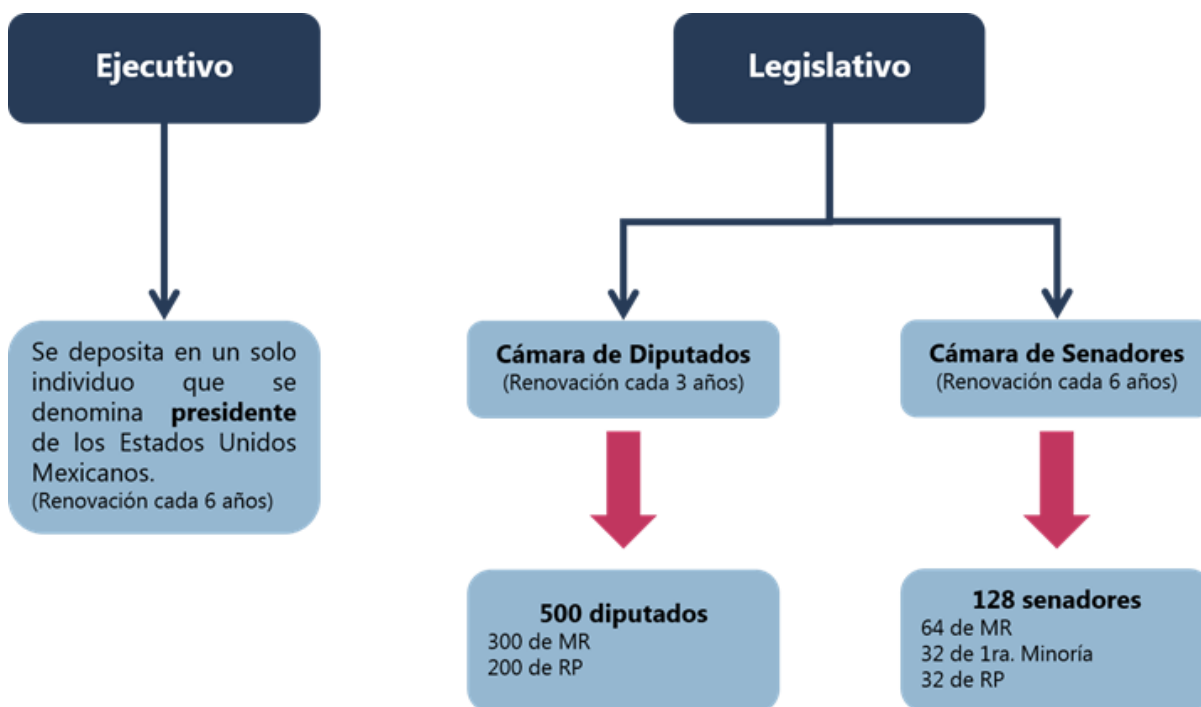 Ejecutivo
Se deposita en un solo
individuo que se
denomina presidente
de los Estados Unidos
Mexicanos.
(Renovación cada 6 años)
Legislativo
Cámara de Diputados
(Renovación cada 3 años)
500 diputados
300 de MR
200 de RP
Cámara de Senadores
(Renovación cada 6 años)
128 senadores
64 de MR
32 de 1ra. Minoría
32 de RP